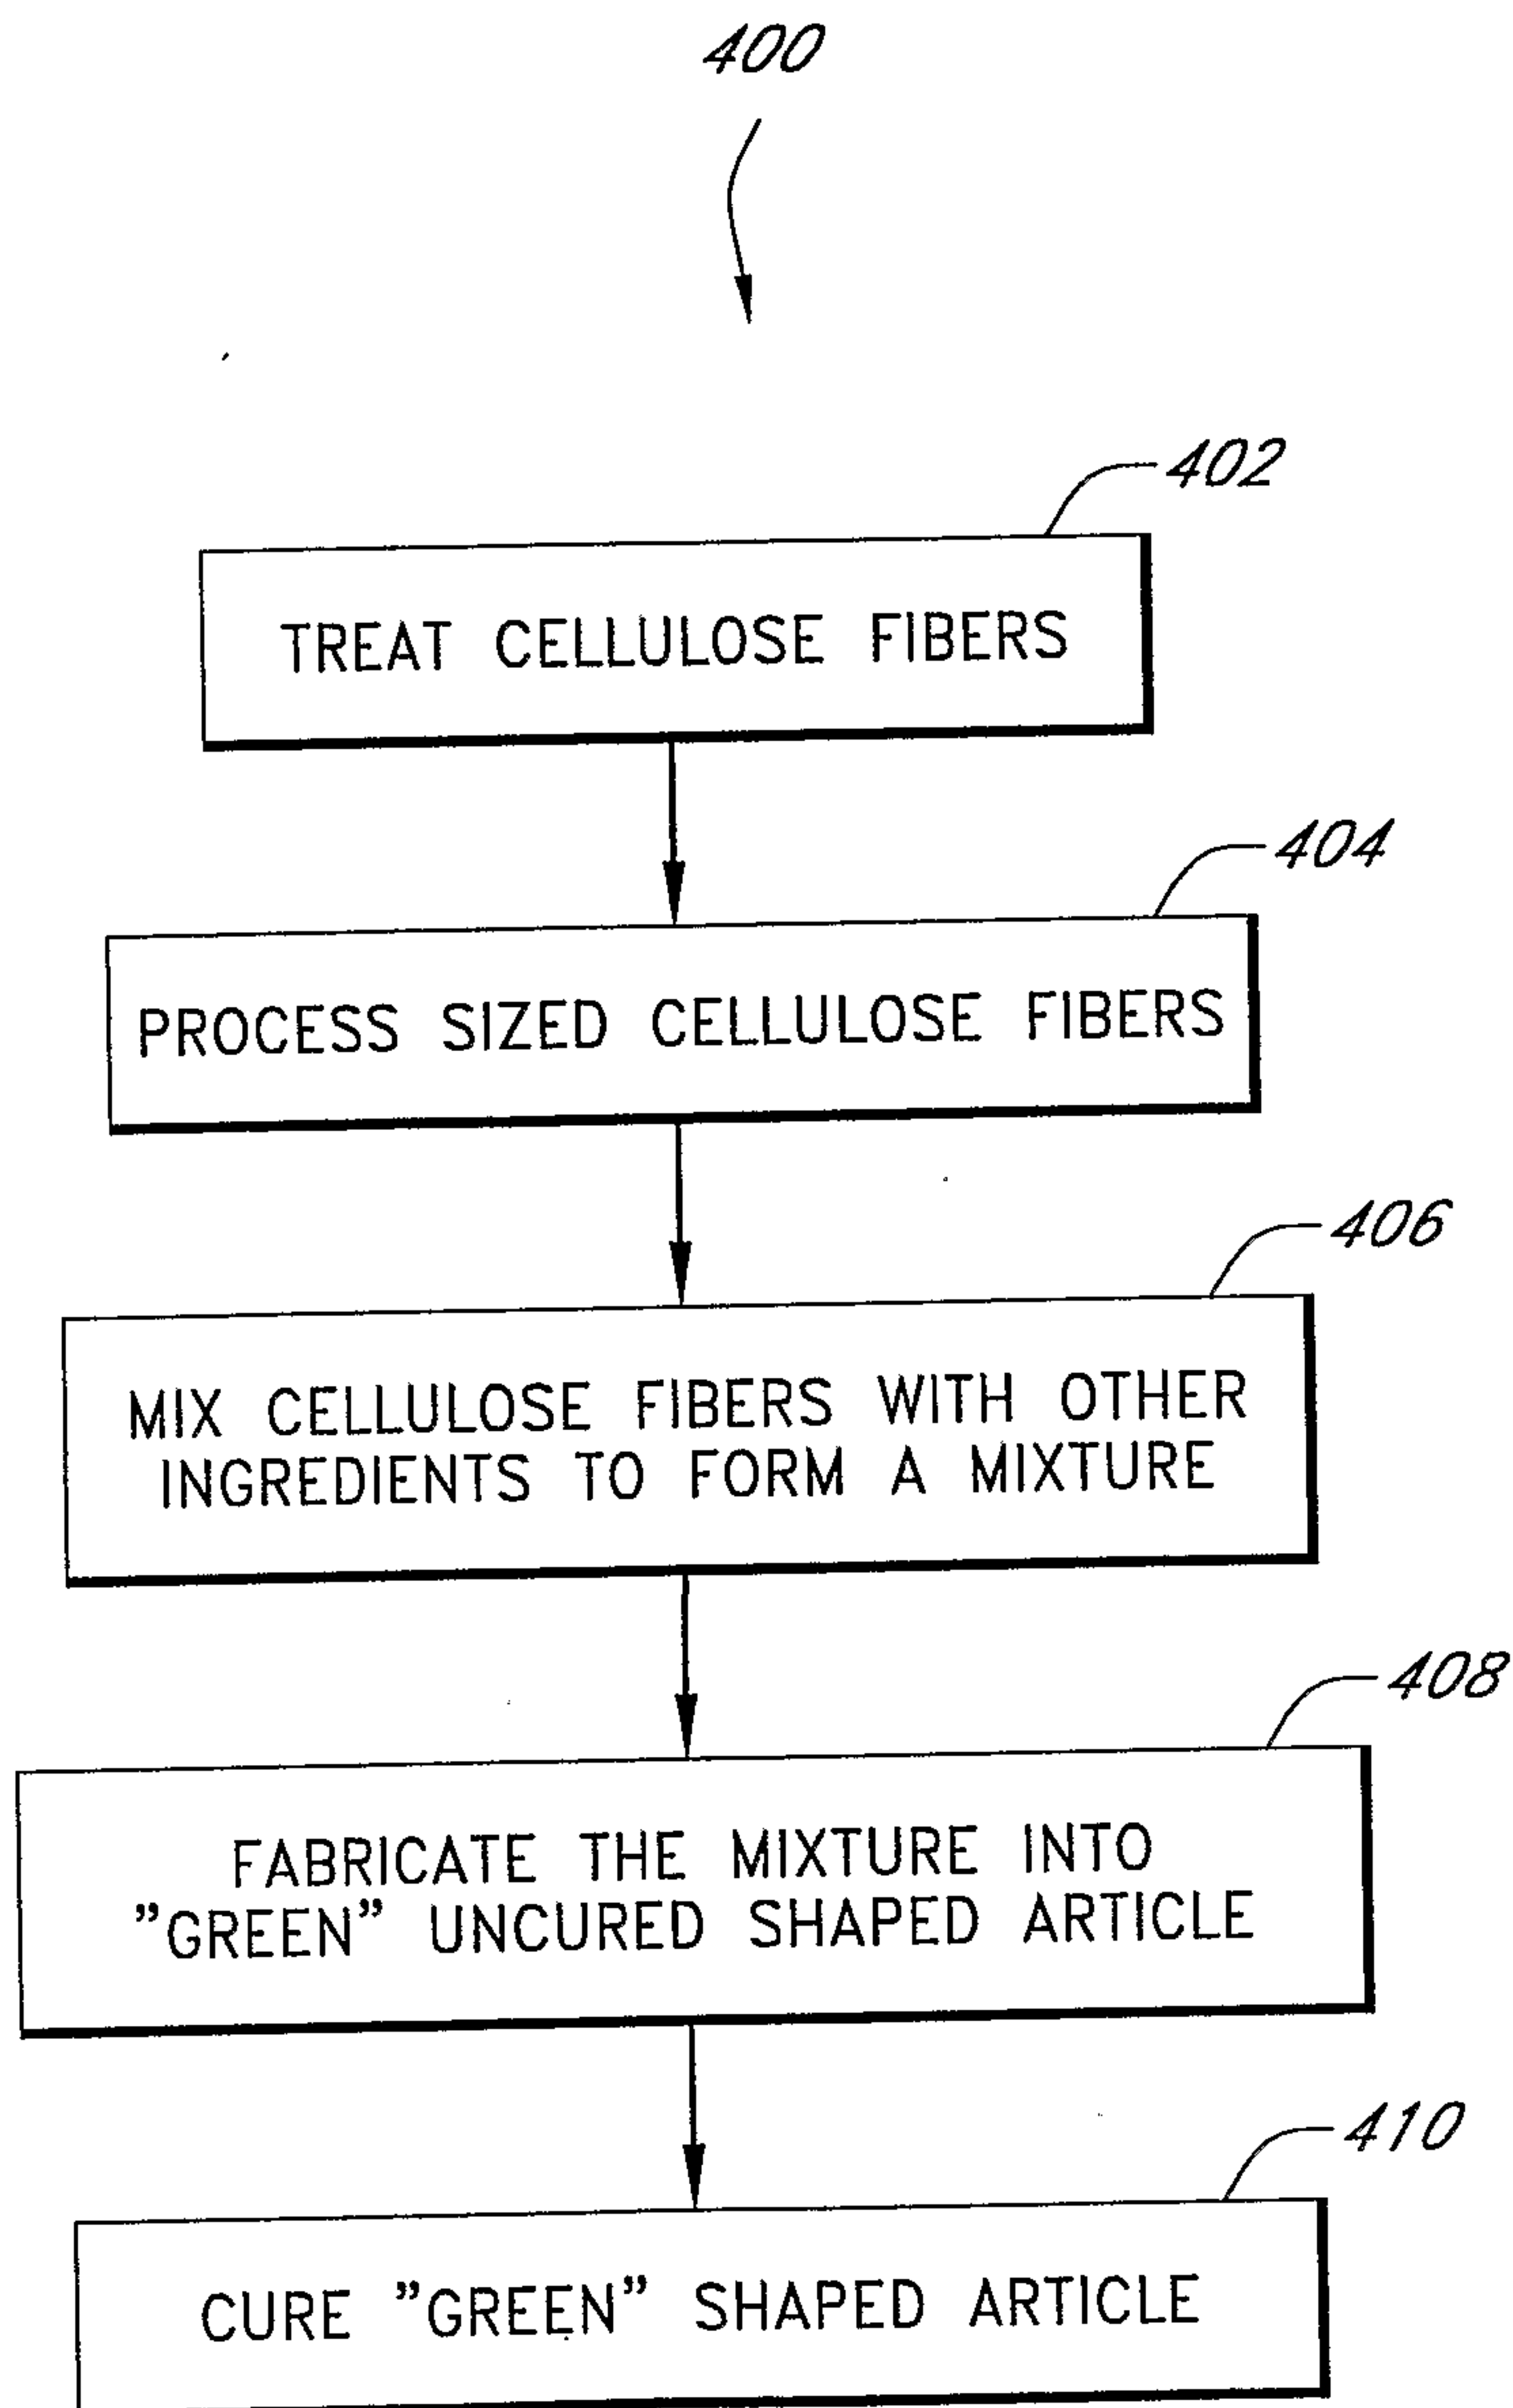 400
402
TREAT CELLULOSE FIBERS
404
PROCESS SIZED CELLULOSE FIBERS
406
MIX CELLULOSE FIBERS WITH OTHER
INGREDIENTS TO FORM A MIXTURE
408
FABRICATE THE MIXTURE INTO
"GREEN" UNCURED SHAPED ARTICLE
410
CURE "GREEN" SHAPED ARTICLE